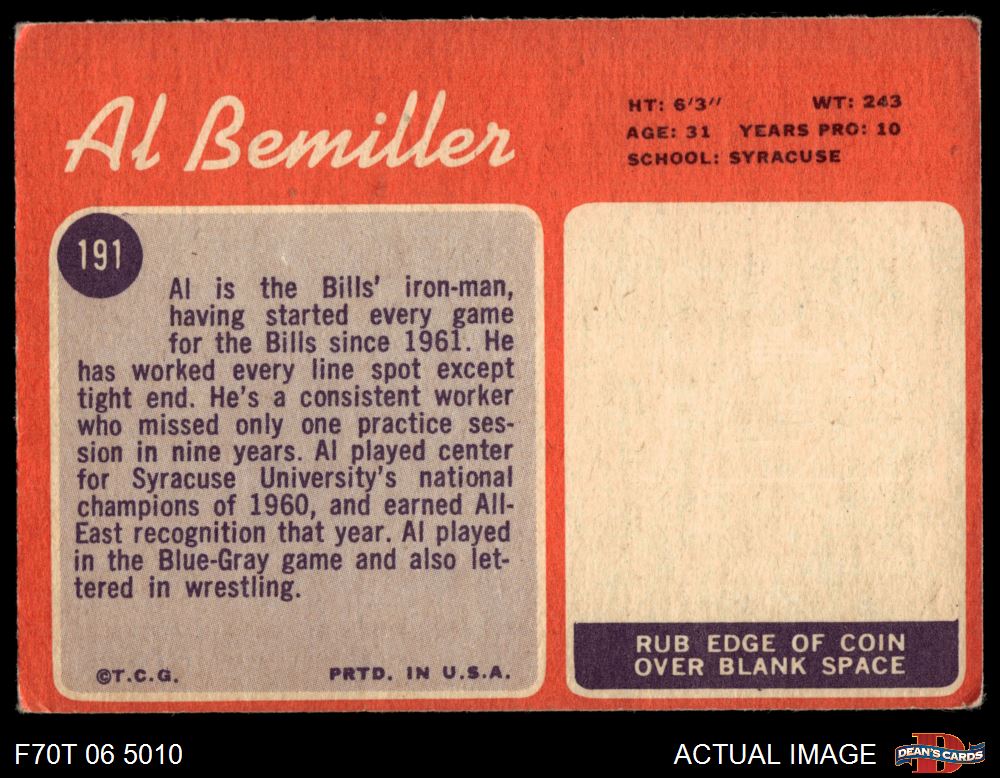 Al Bemiller
HT: 6'3" WT: 243
AGE: 31 YEARS PRO: 10
SCHOOL: SYRACUSE
191
Al is the Bills' iron-man,
having started every game
for the Bills since 1961. He
has worked every line spot except
tight end. He's a consistent worker
who missed only one practice ses-
sion in nine years. Al played center
for Syracuse University's national
champions of 1960, and earned All-
East recognition that year. Al played
in the Blue-Gray game and also let-
tered in wrestling.
©T.C.G. PRTD. IN U.S.A.
RUB EDGE OF COIN
OVER BLANK SPACE
F70T 06 5010
ACTUAL IMAGE
DEAN'S CARDS